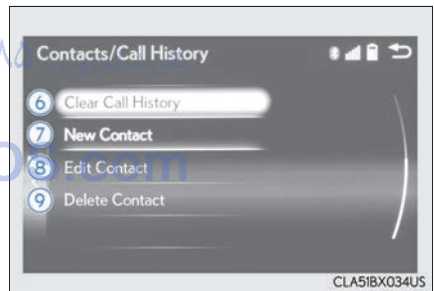 Contacts/Call History
6 Clear Call History
7 New Contact
8 Edit Contact
9 Delete Contact
CLA51BX034US